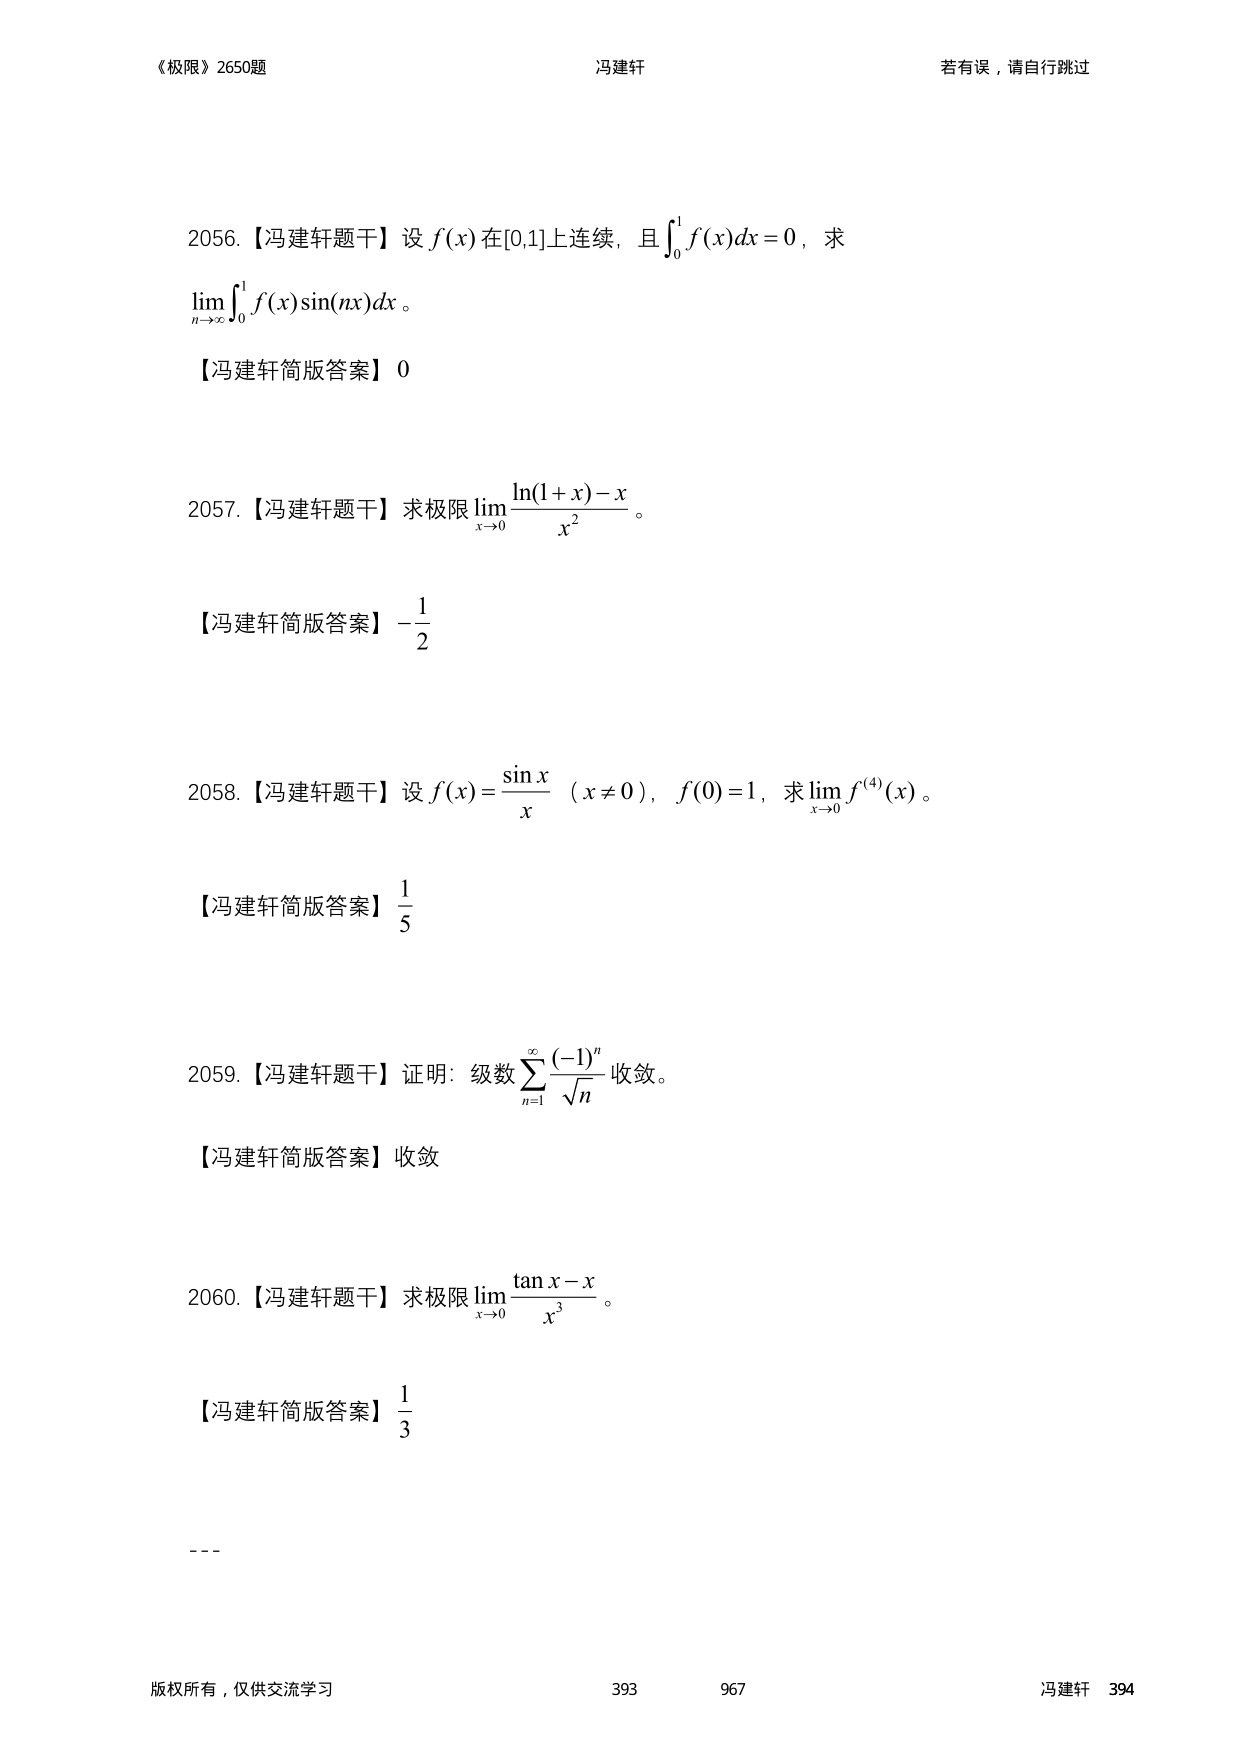 《极限》2650题 冯建轩 若有误，请自行跳过
2056.【冯建轩题干】设 f(x) 在[0,1]上连续，且∫₀¹ f(x)dx = 0，求
lim_{n→∞} ∫₀¹ f(x)sin(nx)dx。
【冯建轩简版答案】0
2057.【冯建轩题干】求极限 lim_{x→0} (ln(1+x)−x)/x²。
【冯建轩简版答案】−1/2
2058.【冯建轩题干】设 f(x) = sin x/x（x≠0），f(0)=1，求 lim_{x→0} f⁽⁴⁾(x)。
【冯建轩简版答案】1/5
2059.【冯建轩题干】证明：级数 ∑_{n=1}^{∞} (−1)ⁿ/√n 收敛。
【冯建轩简版答案】收敛
2060.【冯建轩题干】求极限 lim_{x→0} (tan x − x)/x³。
【冯建轩简版答案】1/3
---
版权所有，仅供交流学习 393 967 冯建轩 394